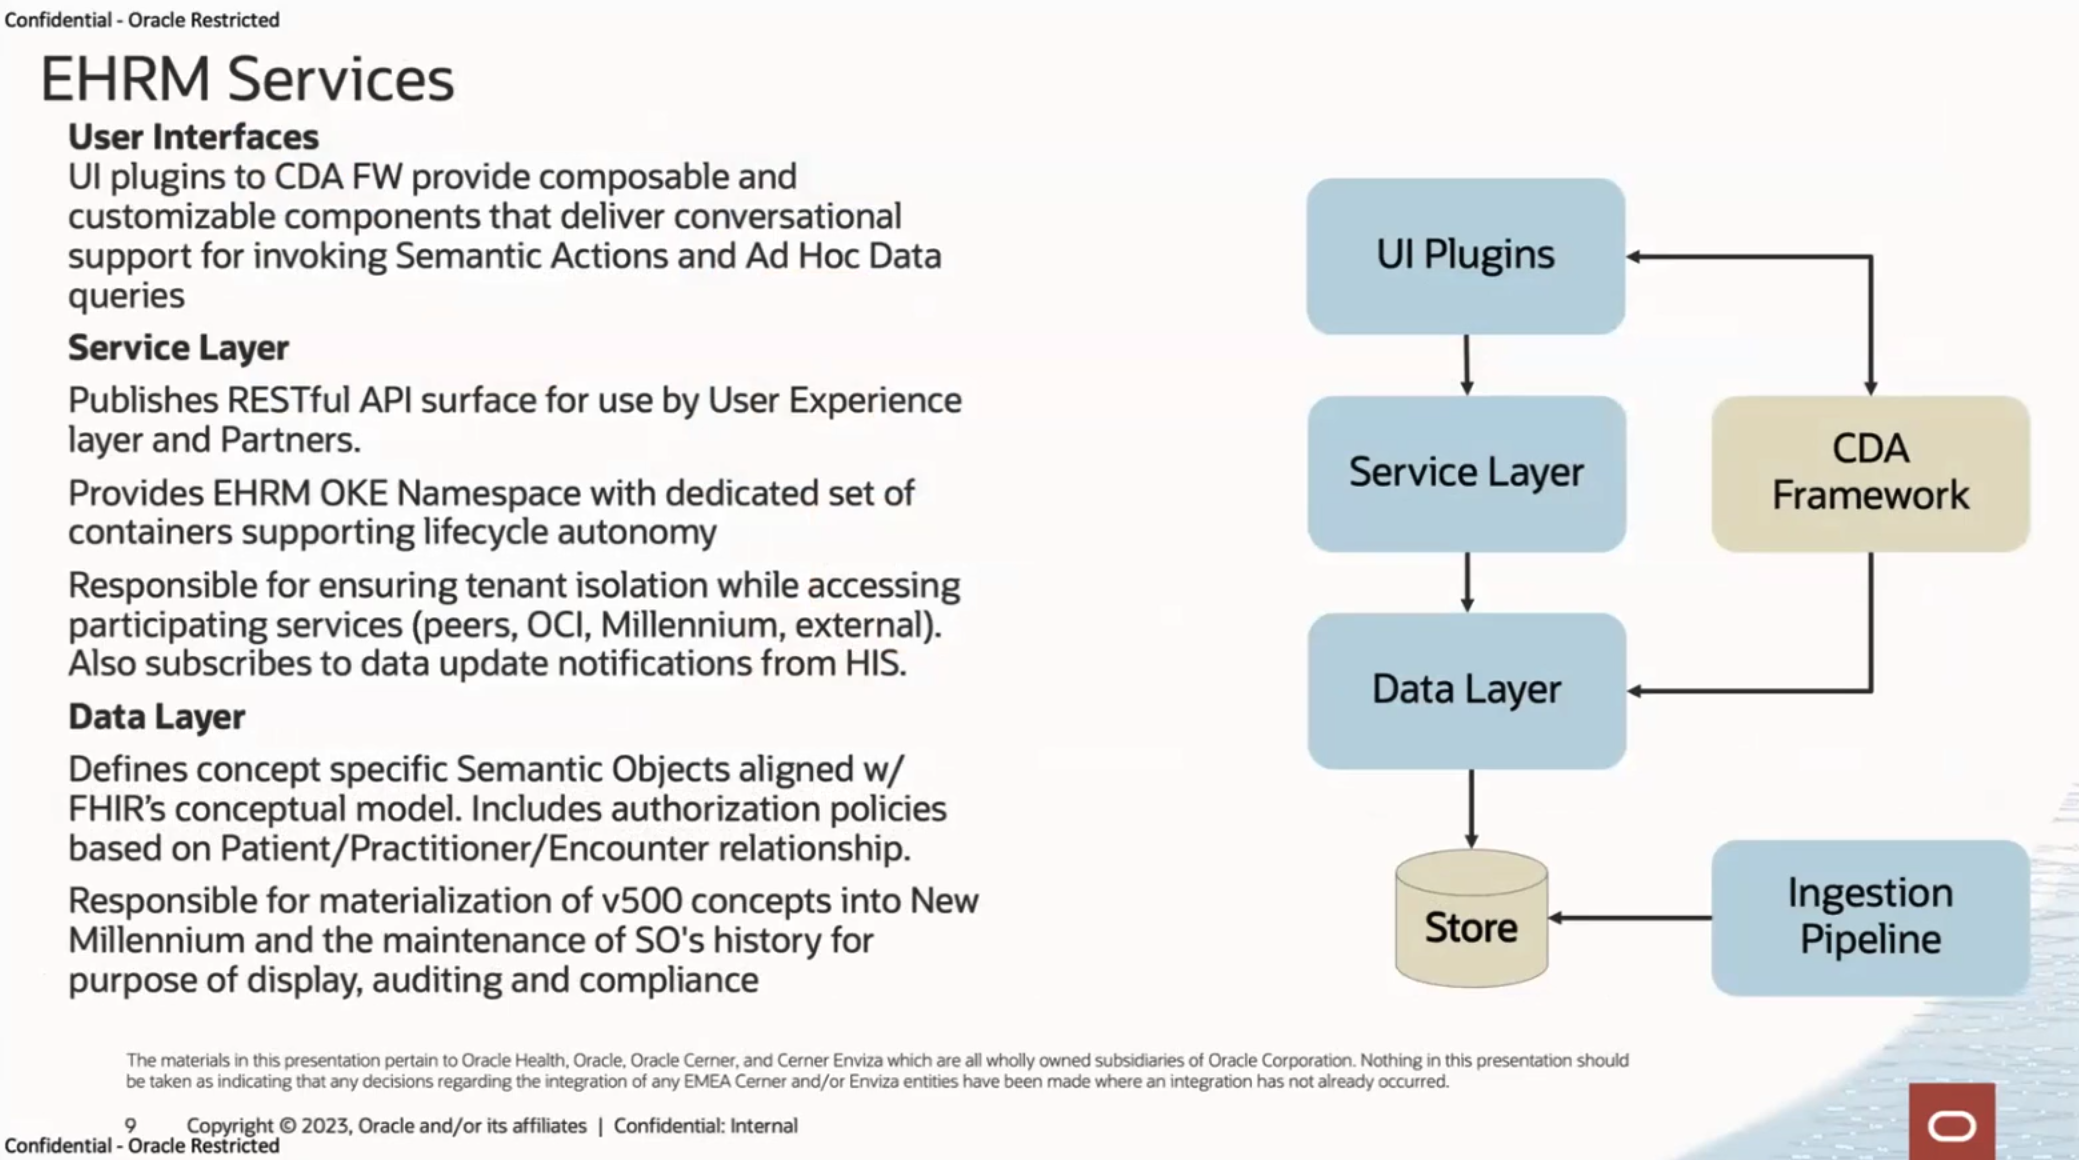 Confidential - Oracle Restricted
EHRM Services
User Interfaces
UI plugins to CDA FW provide composable and
customizable components that deliver conversational
support for invoking Semantic Actions and Ad Hoc Data
queries
Service Layer
Publishes RESTful API surface for use by User Experience
layer and Partners.
Provides EHRM OKE Namespace with dedicated set of
containers supporting lifecycle autonomy
Responsible for ensuring tenant isolation while accessing
participating services (peers, OCI, Millennium, external).
Also subscribes to data update notifications from HIS.
Data Layer
Defines concept specific Semantic Objects aligned w/
FHIR’s conceptual model. Includes authorization policies
based on Patient/Practitioner/Encounter relationship.
Responsible for materialization of v500 concepts into New
Millennium and the maintenance of SO's history for
purpose of display, auditing and compliance
UI Plugins
Service Layer
CDA
Framework
Data Layer
Store
Ingestion
Pipeline
The materials in this presentation pertain to Oracle Health, Oracle, Oracle Cerner, and Cerner Enviza which are all wholly owned subsidiaries of Oracle Corporation. Nothing in this presentation should
be taken as indicating that any decisions regarding the integration of any EMEA Cerner and/or Enviza entities have been made where an integration has not already occurred.
9 Copyright © 2023, Oracle and/or its affiliates | Confidential: Internal
Confidential - Oracle Restricted